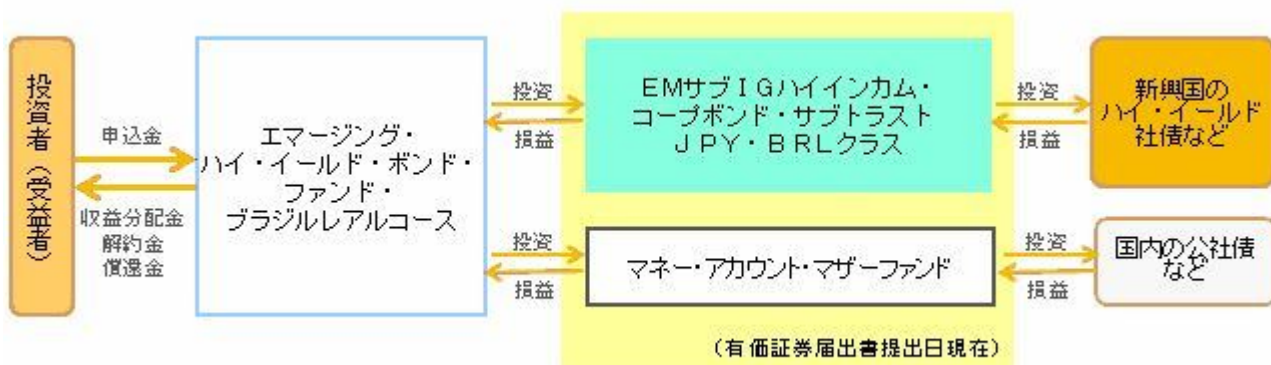 投資者（受益者）
申込金
収益分配金
解約金
償還金
エマージング・
ハイ・イールド・ボンド・
ファンド・
ブラジルレアルコース
投資
損益
投資
損益
EMサブIGハイインカム・
コープボンド・サブトラスト
JPY・BRLクラス
マネー・アカウント・マザーファンド
（有価証券届出書提出日現在）
投資
損益
投資
損益
新興国の
ハイ・イールド
社債など
国内の公社債
など